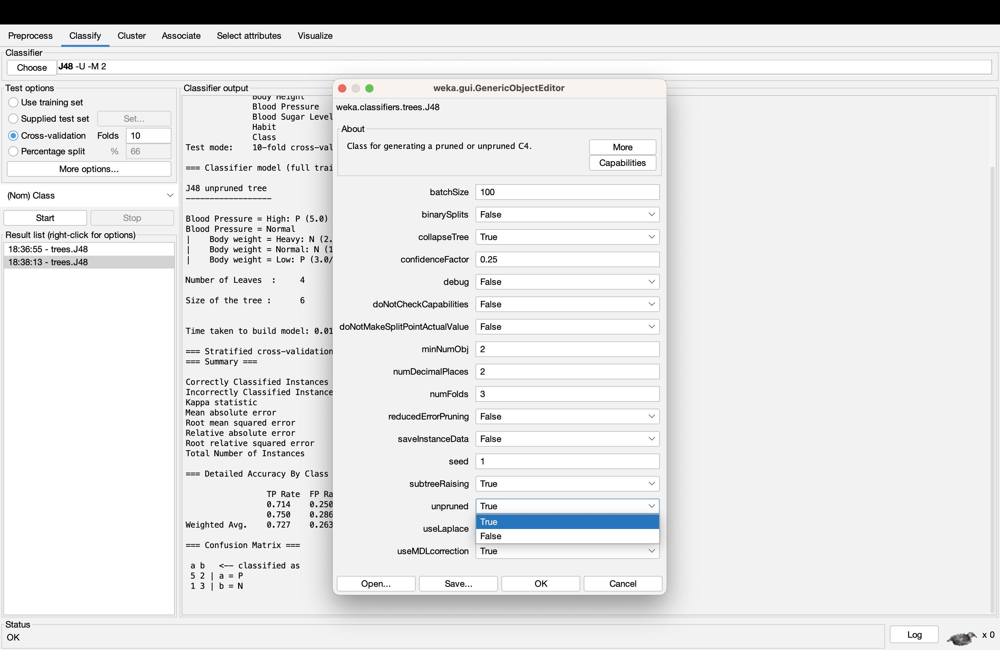 Preprocess Classify Cluster Associate Select attributes Visualize
Classifier
Choose J48 -U -M 2
Test options
Use training set
Supplied test set Set...
Cross-validation Folds 10
Percentage split % 66
More options...
(Nom) Class
Start Stop
Result list (right-click for options)
18:36:55 - trees.J48
18:38:13 - trees.J48
Classifier output
Body Height
Blood Pressure
Blood Sugar Level
Habit
Class
Test mode: 10-fold cross-val
=== Classifier model (full trai
J48 unpruned tree
------------------
Blood Pressure = High: P (5.0)
Blood Pressure = Normal
| Body weight = Heavy: N (2.
| Body weight = Normal: N (1
| Body weight = Low: P (3.0/
Number of Leaves : 4
Size of the tree : 6
Time taken to build model: 0.01
=== Stratified cross-validation
=== Summary ===
Correctly Classified Instances
Incorrectly Classified Instance
Kappa statistic
Mean absolute error
Root mean squared error
Relative absolute error
Root relative squared error
Total Number of Instances
=== Detailed Accuracy By Class
TP Rate FP Ra
0.714 0.250
0.750 0.286
Weighted Avg. 0.727 0.263
=== Confusion Matrix ===
a b <-- classified as
5 2 | a = P
1 3 | b = N
weka.gui.GenericObjectEditor
weka.classifiers.trees.J48
About
Class for generating a pruned or unpruned C4.
More
Capabilities
batchSize 100
binarySplits False
collapseTree True
confidenceFactor 0.25
debug False
doNotCheckCapabilities False
doNotMakeSplitPointActualValue False
minNumObj 2
numDecimalPlaces 2
numFolds 3
reducedErrorPruning False
saveInstanceData False
seed 1
subtreeRaising True
unpruned True
True
useLaplace
False
useMDLcorrection True
Open... Save... OK Cancel
Status
OK
Log x 0